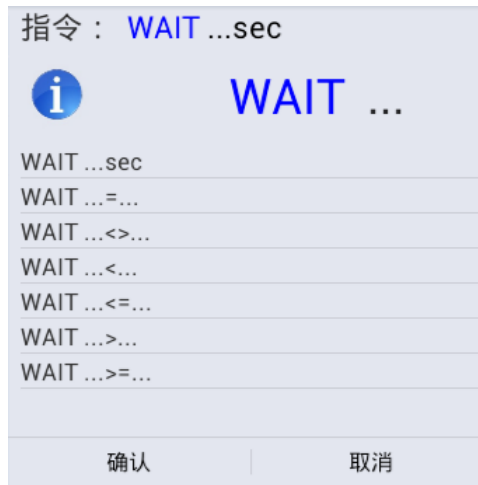 指令： WAIT ...sec
WAIT ...
WAIT ...sec
WAIT ...=...
WAIT ...<>...
WAIT ...<...
WAIT ...<=...
WAIT ...>...
WAIT ...>=...
确认 取消